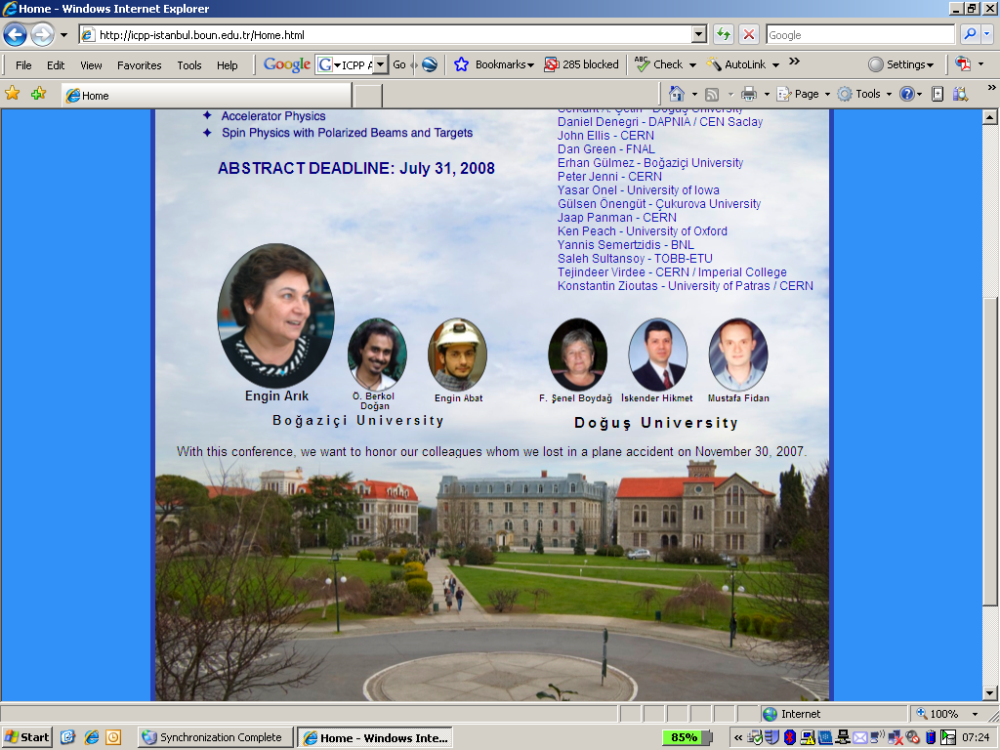 Home - Windows Internet Explorer
http://icpp-istanbul.boun.edu.tr/Home.html
Google
File Edit View Favorites Tools Help
Google
G ICPP A
Go
Bookmarks
285 blocked
ABC
Check
AutoLink
»
Settings
Home
Page
Tools
»
Accelerator Physics
Spin Physics with Polarized Beams and Targets
ABSTRACT DEADLINE: July 31, 2008
Serkant A. Çetin - Doğuş University
Daniel Denegri - DAPNIA / CEN Saclay
John Ellis - CERN
Dan Green - FNAL
Erhan Gülmez - Boğaziçi University
Peter Jenni - CERN
Yasar Onel - University of Iowa
Gülsen Önengüt - Çukurova University
Jaap Panman - CERN
Ken Peach - University of Oxford
Yannis Semertzidis - BNL
Saleh Sultansoy - TOBB-ETU
Tejindeer Virdee - CERN / Imperial College
Konstantin Zioutas - University of Patras / CERN
Engin Arık
Ö. Berkol
Doğan
Engin Abat
F. Şenel Boydağ
İskender Hikmet
Mustafa Fidan
Boğaziçi University
Doğuş University
With this conference, we want to honor our colleagues whom we lost in a plane accident on November 30, 2007.
Internet
100%
Start
Synchronization Complete
Home - Windows Inte...
85%
«
07:24